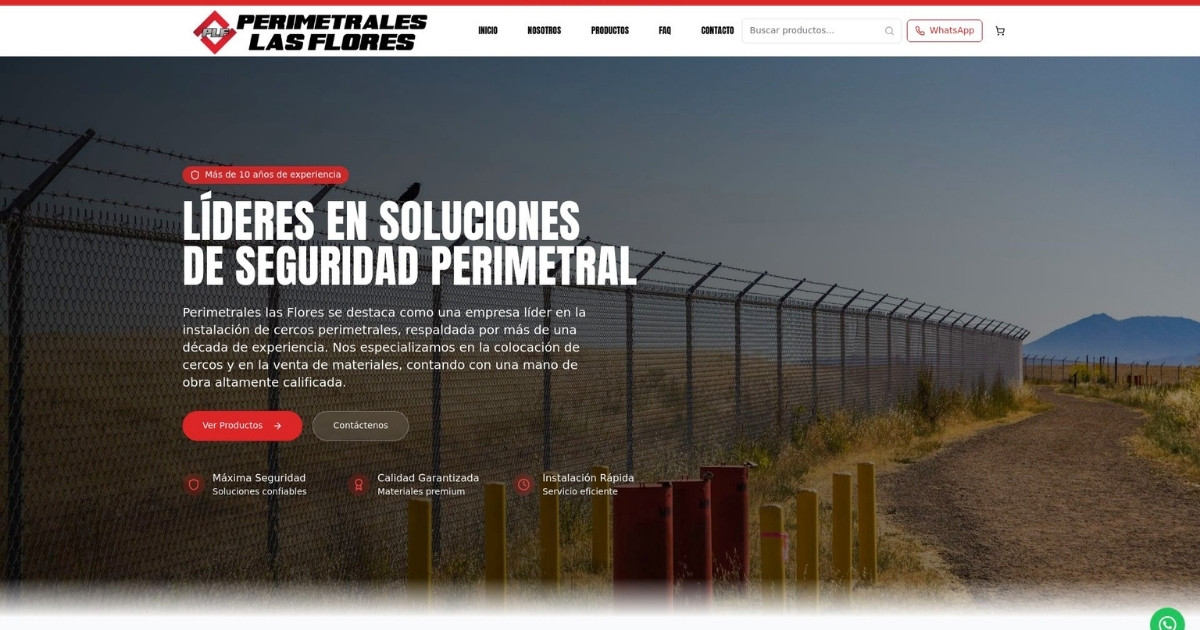 PLF
PERIMETRALES
LAS FLORES
INICIO
NOSOTROS
PRODUCTOS
FAQ
CONTACTO
Buscar productos...
WhatsApp
Más de 10 años de experiencia
LÍDERES EN SOLUCIONES
DE SEGURIDAD PERIMETRAL
Perimetrales las Flores se destaca como una empresa líder en la
instalación de cercos perimetrales, respaldada por más de una
década de experiencia. Nos especializamos en la colocación de
cercos y en la venta de materiales, contando con una mano de
obra altamente calificada.
Ver Productos
Contáctenos
Máxima Seguridad
Soluciones confiables
Calidad Garantizada
Materiales premium
Instalación Rápida
Servicio eficiente